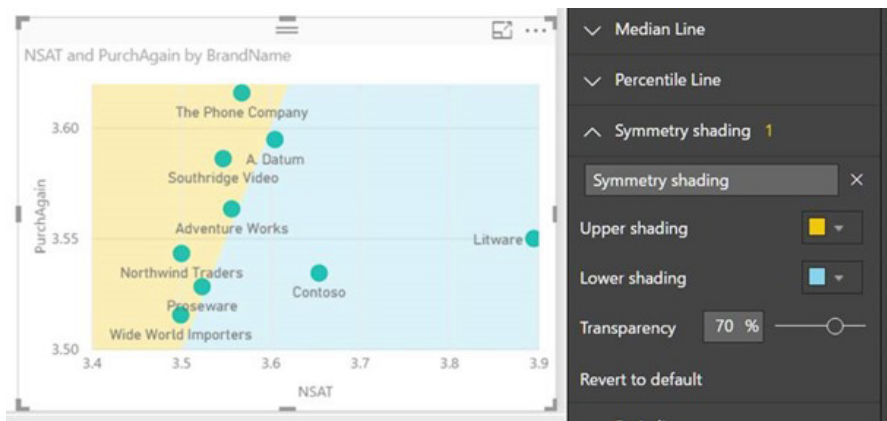 NSAT and PurchAgain by BrandName
The Phone Company
3.60
A. Datum
Southridge Video
Adventure Works
PurchAgain
3.55
Litware
Northwind Traders
Contoso
Proseware
Wide World Importers
3.50
3.4 3.5 3.6 3.7 3.8 3.9
NSAT
Median Line
Percentile Line
Symmetry shading 1
Symmetry shading
Upper shading
Lower shading
Transparency 70 %
Revert to default